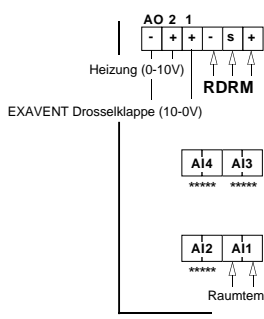 AO 2 1
- + + - s +
Heizung (0-10V)
RDRM
EXAVENT Drosselklappe (10-0V)
AI4 AI3
***** *****
AI2 AI1
*****
Raumtem